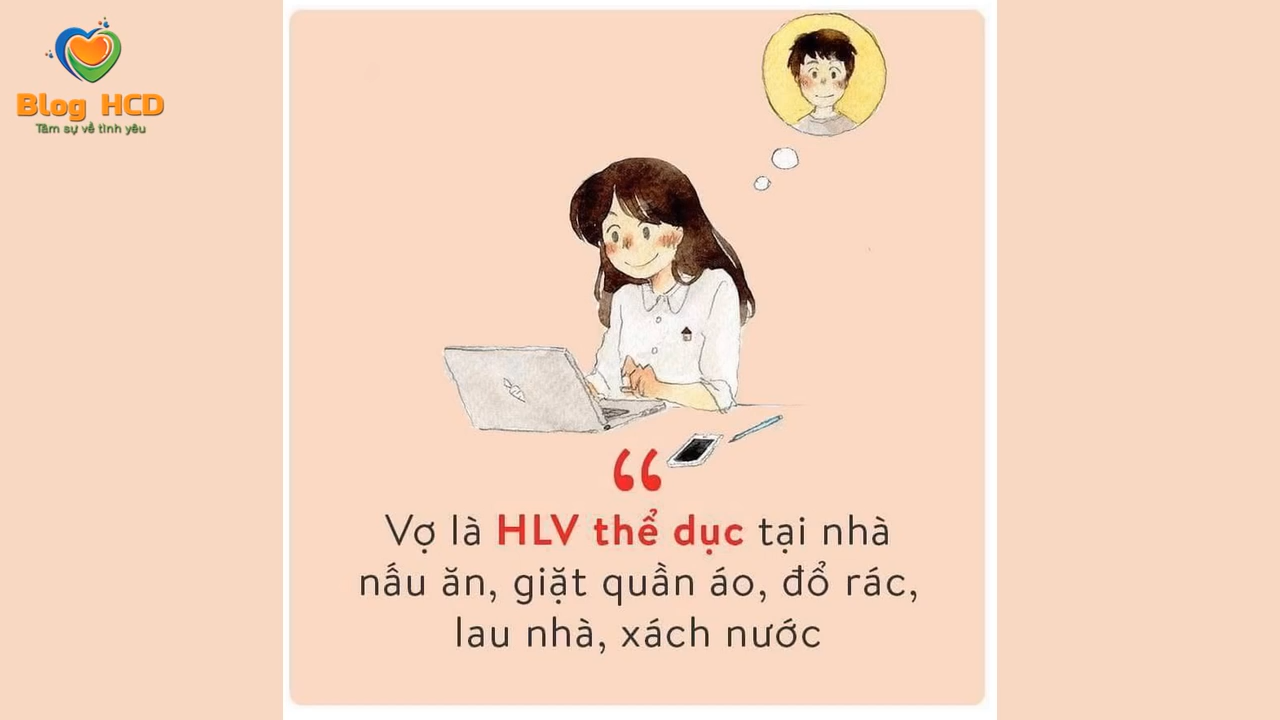 Blog HCD
Tâm sự về tình yêu
“
Vợ là HLV thể dục tại nhà
nấu ăn, giặt quần áo, đổ rác,
lau nhà, xách nước